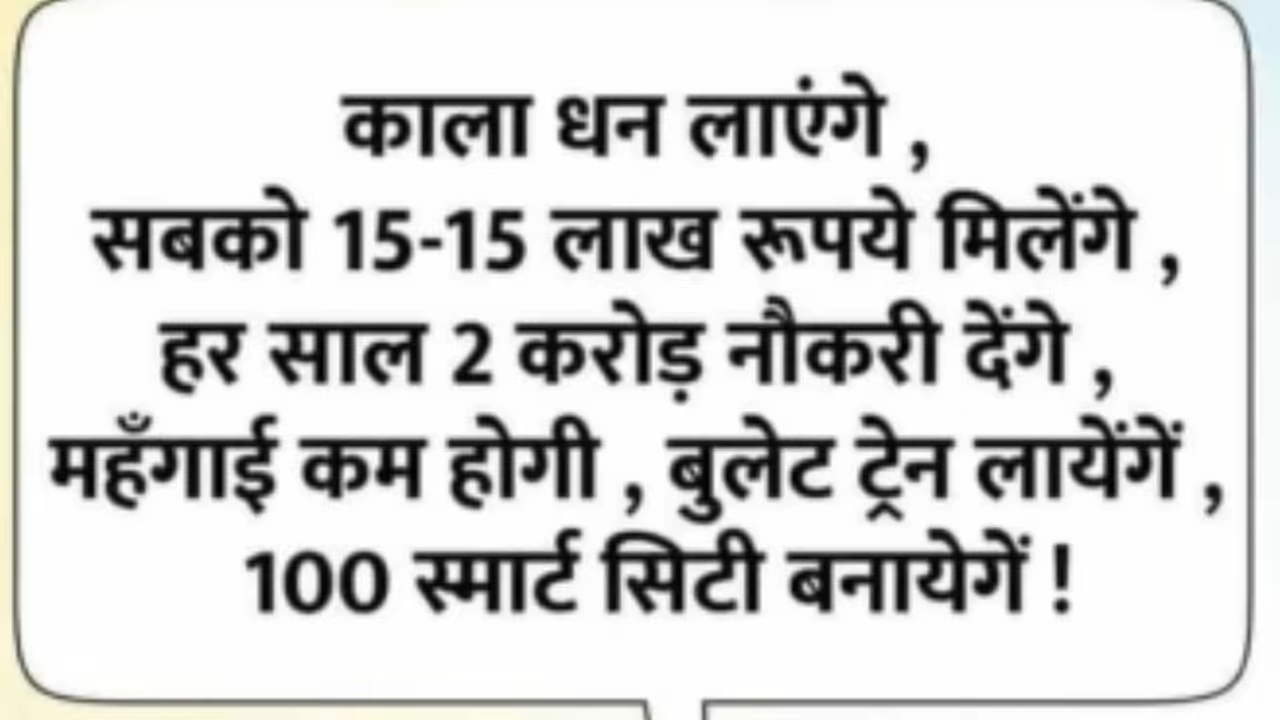 काला धन लाएंगे ,
सबको 15-15 लाख रूपये मिलेंगे ,
हर साल 2 करोड़ नौकरी देंगे ,
महँगाई कम होगी , बुलेट ट्रेन लायेंगें ,
100 स्मार्ट सिटी बनायेगें !